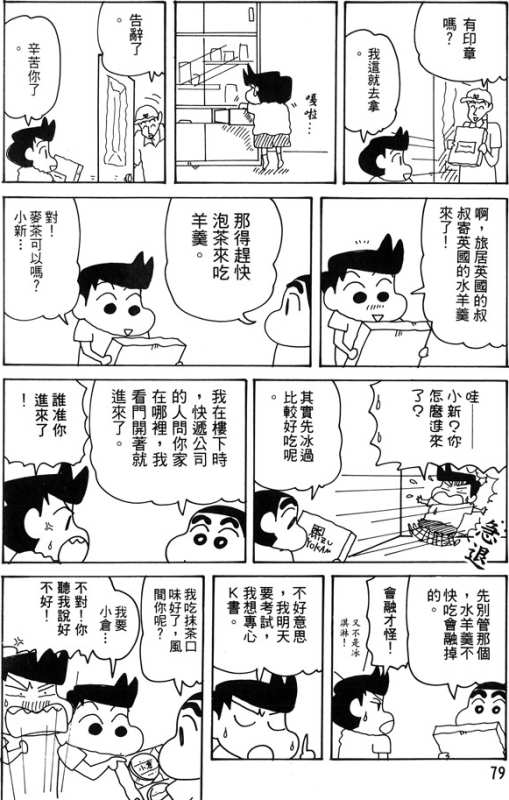 有印章
嗎?
我這就去拿
。
嘎啦…
告辭了
。
辛苦你了
。
啊,旅居英國的叔
叔寄英國的水羊羹
來了!
那得趕快
泡茶來吃
羊羹。
對!
麥茶可以嗎?
小新…
哇──
小新?你
怎麼進來
了?
急退
其實先冰過
比較好吃呢
。
YOKAN
我在樓下時
,快遞公司
的人問你家
在哪裡,我
看門開著就
進來了。
誰准你
進來了
!
先別管那個
,水羊羹不
快吃會融掉
的。
會融才怪!
又不是冰
淇淋!
不好意思
,我明天
要考試,
我想專心
K書。
我吃抹茶口
味好了,風
間你呢?
我要
小倉…
不對!你
聽我說好
不好!
小倉
79